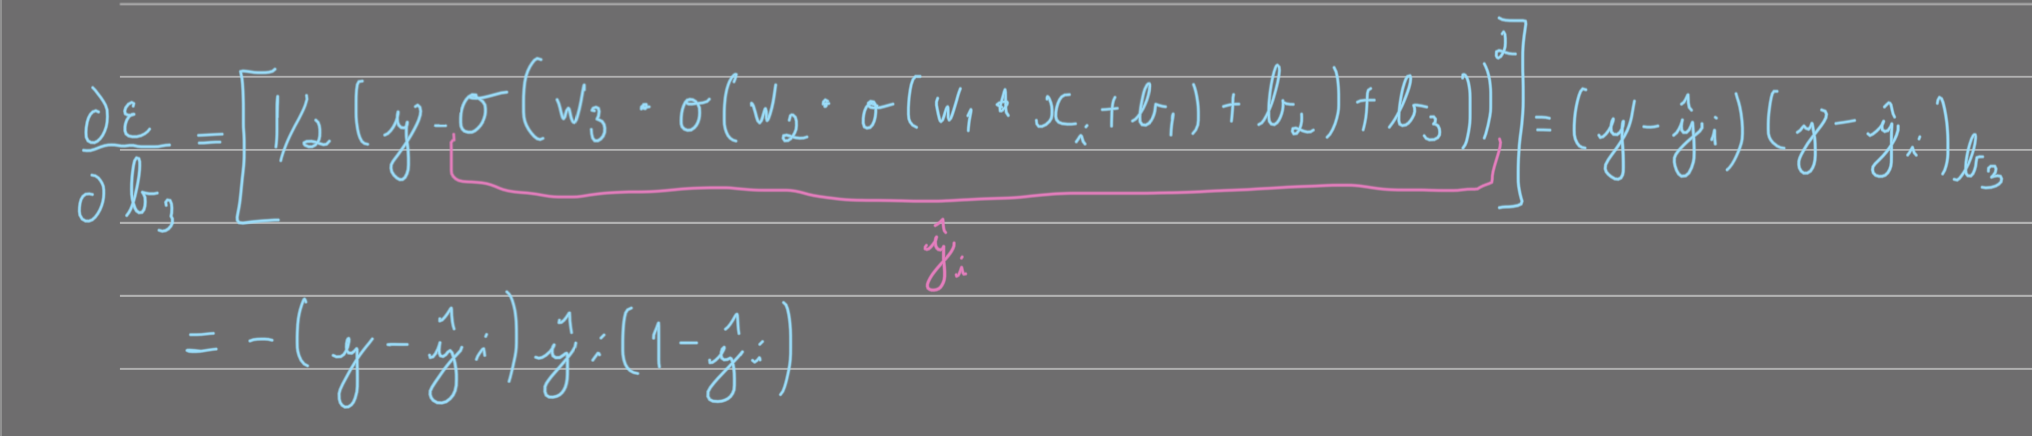 ∂ε/∂b₃ = [1/2 (y - σ(w₃ · σ(w₂ · σ(w₁ * xᵢ + b₁) + b₂) + b₃))²] = (y - ŷᵢ)(y - ŷᵢ)b₃
ŷᵢ
= - (y - ŷᵢ) ŷᵢ (1 - ŷᵢ)